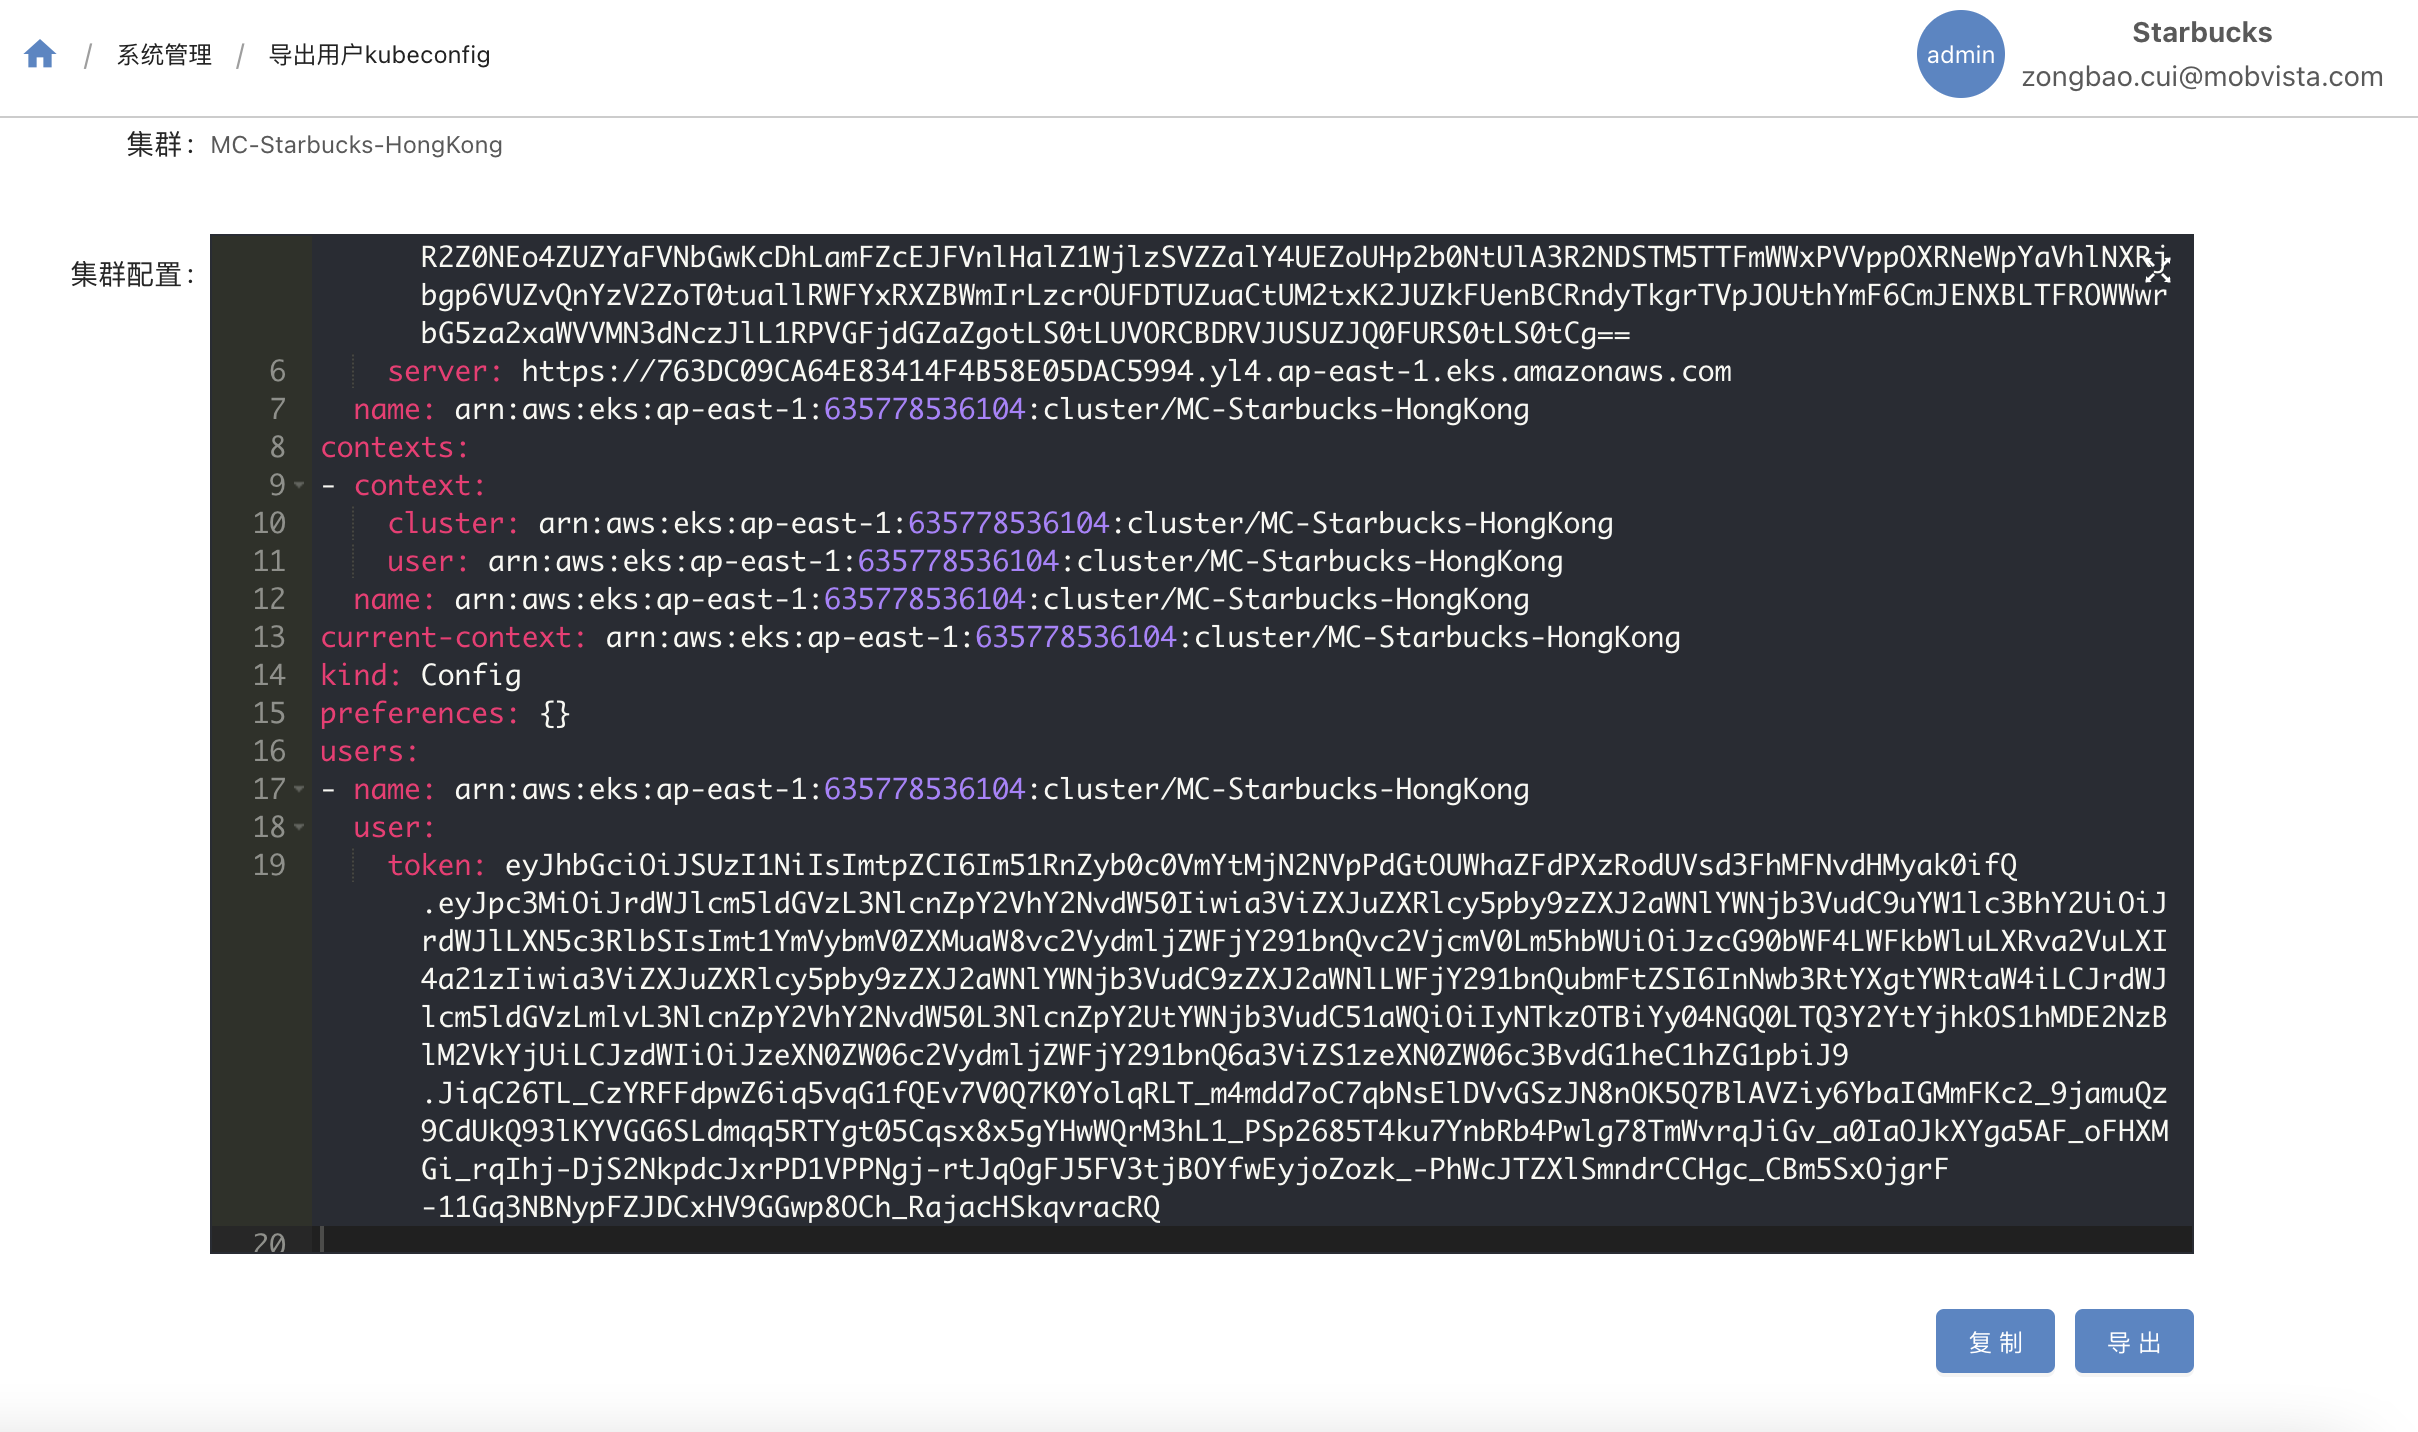 系统管理 / 导出用户kubeconfig
admin
Starbucks
zongbao.cui@mobvista.com
集群: MC-Starbucks-HongKong
集群配置:
R2Z0NEo4ZUZYaFVNbGwKcDhLamFZcEJFVnlHalZ1WjlzSVZZalY4UEZoUHp2b0NtUlA3R2NDSTM5TTFmWWxPVVppOXRNeWpYaVhlNXRj
bgp6VUZvQnYzV2ZoT0tuallRWFYxRXZBWmIrLzcrOUFDTUZuaCtUM2txK2JUZkFUenBCRndyTkgrTVpJOUthYmF6CmJENXBLTFROWWwr
bG5za2xaWVVMN3dNczJlL1RPVGFjdGZaZgotLS0tLUVORCBDRVJUSUZJQ0FURS0tLS0tCg==
6 server: https://763DC09CA64E83414F4B58E05DAC5994.yl4.ap-east-1.eks.amazonaws.com
7 name: arn:aws:eks:ap-east-1:635778536104:cluster/MC-Starbucks-HongKong
8 contexts:
9 - context:
10 cluster: arn:aws:eks:ap-east-1:635778536104:cluster/MC-Starbucks-HongKong
11 user: arn:aws:eks:ap-east-1:635778536104:cluster/MC-Starbucks-HongKong
12 name: arn:aws:eks:ap-east-1:635778536104:cluster/MC-Starbucks-HongKong
13 current-context: arn:aws:eks:ap-east-1:635778536104:cluster/MC-Starbucks-HongKong
14 kind: Config
15 preferences: {}
16 users:
17 - name: arn:aws:eks:ap-east-1:635778536104:cluster/MC-Starbucks-HongKong
18 user:
19 token: eyJhbGciOiJSUzI1NiIsImtpZCI6Im51RnZyb0c0VmYtMjN2NVpPdGtOUWhaZFdPXzRodUVsd3FhMFNvdHMyak0ifQ
.eyJpc3MiOiJrdWJlcm5ldGVzL3NlcnZpY2VhY2NvdW50Iiwia3ViZXJuZXRlcy5pby9zZXJ2aWNlYWNjb3VudC9uYW1lc3BhY2UiOiJ
rdWJlLXN5c3RlbSIsImt1YmVybmV0ZXMuaW8vc2VydmljZWFjY291bnQvc2VjcmV0Lm5hbWUiOiJzcG90bWF4LWFkbWluLXRva2VuLXI
4a21zIiwia3ViZXJuZXRlcy5pby9zZXJ2aWNlYWNjb3VudC9zZXJ2aWNlLWFjY291bnQubmFtZSI6InNwb3RtYXgtYWRtaW4iLCJrdWJ
lcm5ldGVzLmlvL3NlcnZpY2VhY2NvdW50L3NlcnZpY2UtYWNjb3VudC51aWQiOiIyNTkzOTBiYy04NGQ0LTQ3Y2YtYjhkOS1hMDE2NzB
lM2VkYjUiLCJzdWIiOiJzeXN0ZW06c2VydmljZWFjY291bnQ6a3ViZS1zeXN0ZW06c3BvdG1heC1hZG1pbiJ9
.JiqC26TL_CzYRFFdpwZ6iq5vqG1fQEv7V0Q7K0YolqRLT_m4mdd7oC7qbNsElDVvGSzJN8nOK5Q7BlAVZiy6YbaIGMmFKc2_9jamuQz
9CdUkQ93lKYVGG6SLdmqq5RTYgt05Cqsx8x5gYHwWQrM3hL1_PSp2685T4ku7YnbRb4Pwlg78TmWvrqJiGv_a0IaOJkXYga5AF_oFHXM
Gi_rqIhj-DjS2NkpdcJxrPD1VPPNgj-rtJqOgFJ5FV3tjBOYfwEyjoZozk_-PhWcJTZXlSmndrCCHgc_CBm5SxOjgrF
-11Gq3NBNypFZJDCxHV9GGwp8OCh_RajacHSkqvracRQ
20
复 制
导 出